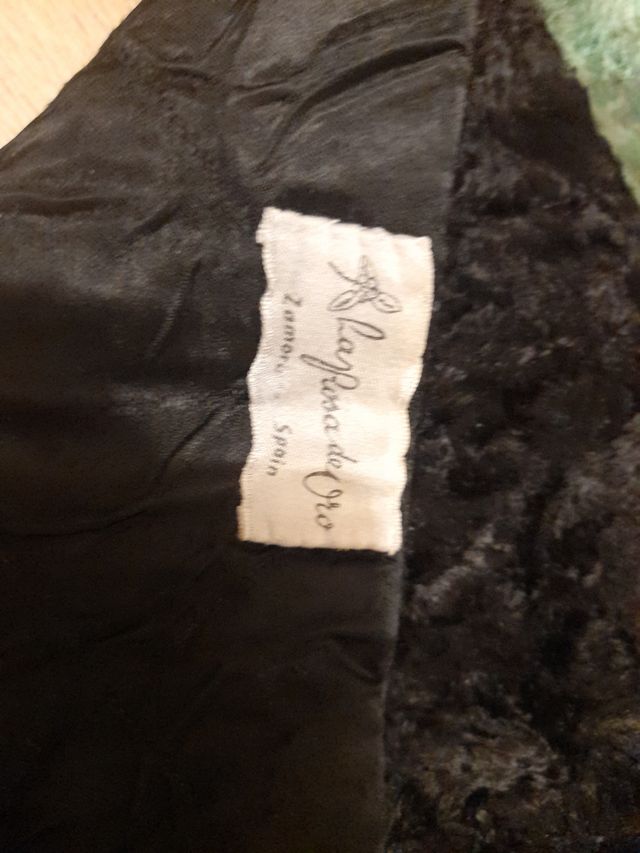 La Rosa de Oro
Zamora Spain